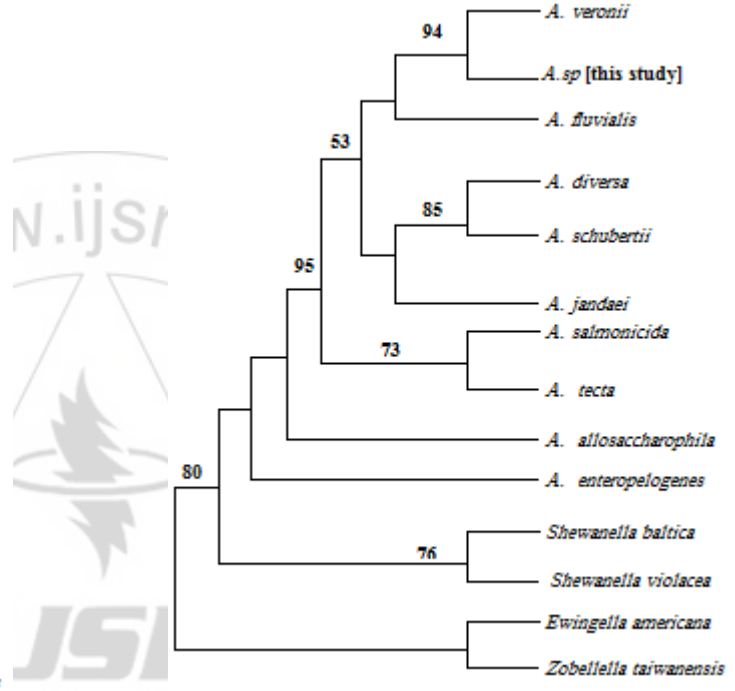 94
A. veronii
A.sp [this study]
A. fluvialis
53
A. diversa
85
A. schubertii
95
A. jandaei
A. salmonicida
73
A. tecta
A. allosaccharophila
A. enteropelogenes
80
Shewanella baltica
76
Shewanella violacea
Ewingella americana
Zobellella taiwanensis